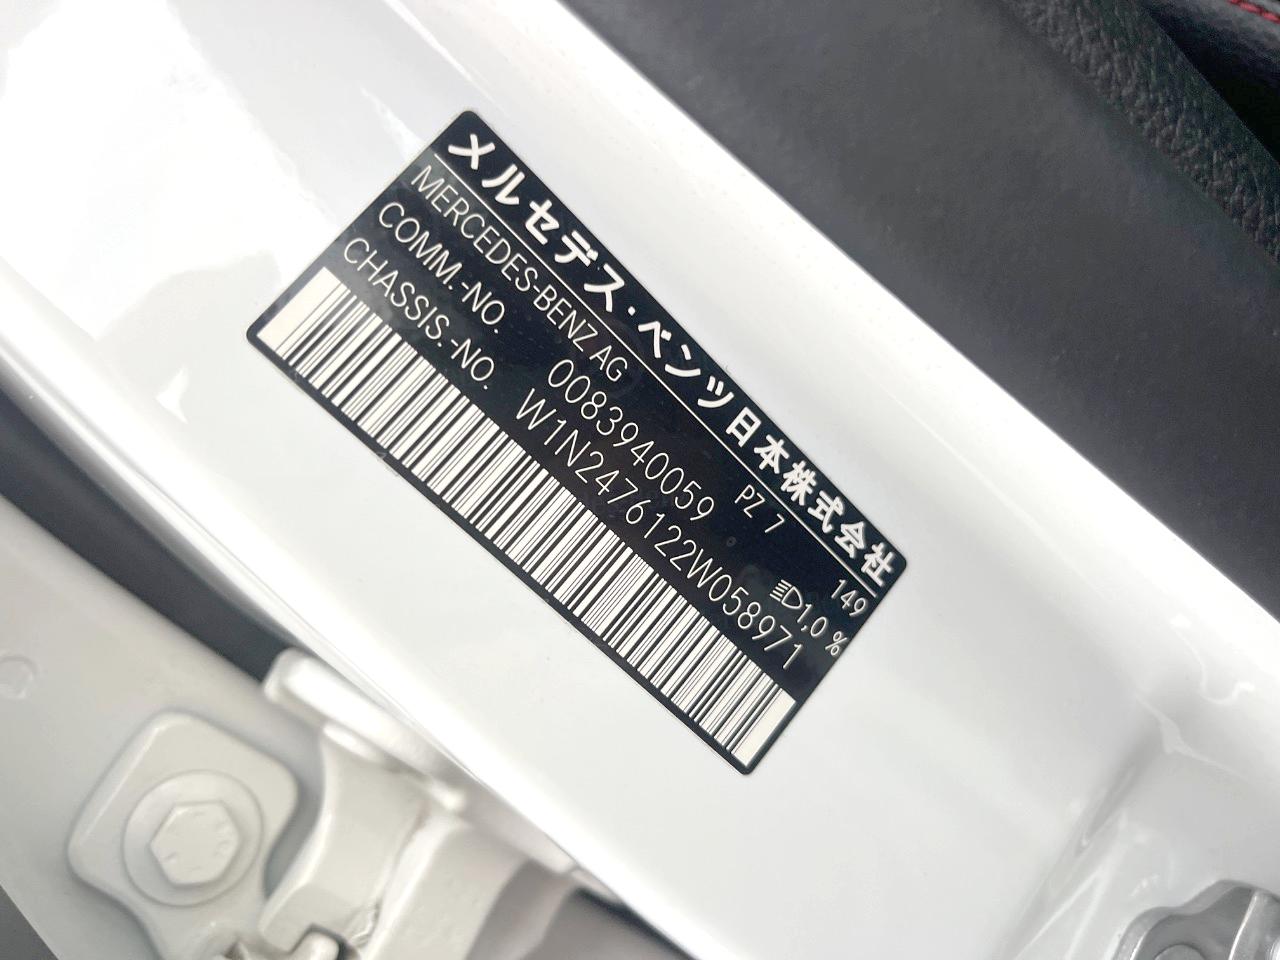 メルセデス・ベンツ日本株式会社
MERCEDES-BENZ AG PZ 7 149
COMM.-NO. 0083940059 1,0 %
CHASSIS.-NO. W1N2476122W058971